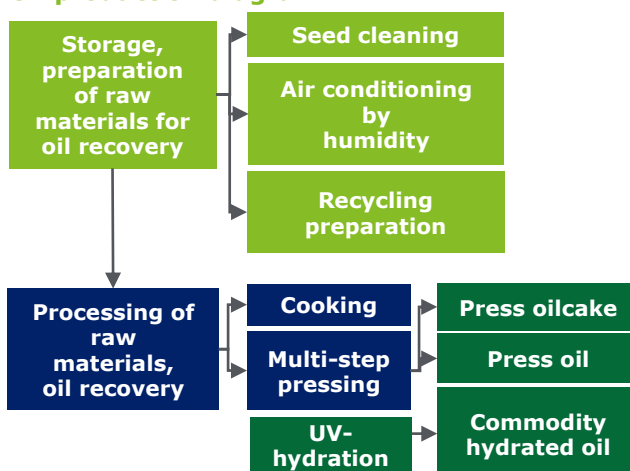 Storage,
preparation
of raw
materials for
oil recovery
Seed cleaning
Air conditioning
by
humidity
Recycling
preparation
Processing of
raw
materials,
oil recovery
Cooking
Multi-step
pressing
UV-
hydration
Press oilcake
Press oil
Commodity
hydrated oil